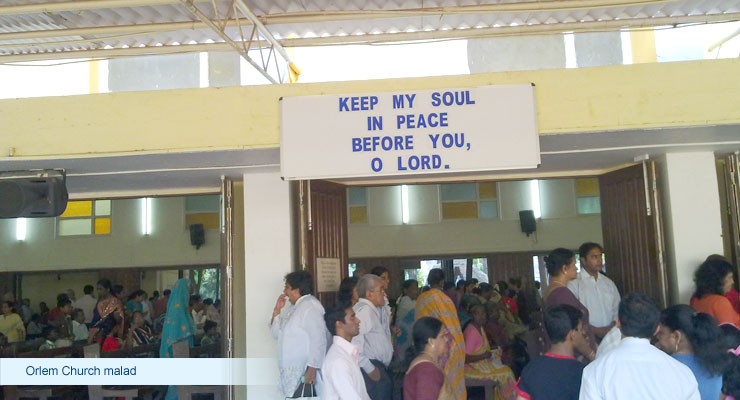 KEEP MY SOUL
IN PEACE
BEFORE YOU,
O LORD.
Orlem Church malad